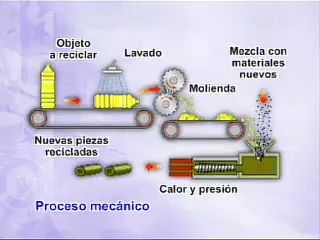 Objeto
a reciclar
Lavado
Mezcla con
materiales
nuevos
Molienda
Nuevas piezas
recicladas
Calor y presión
Proceso mecánico